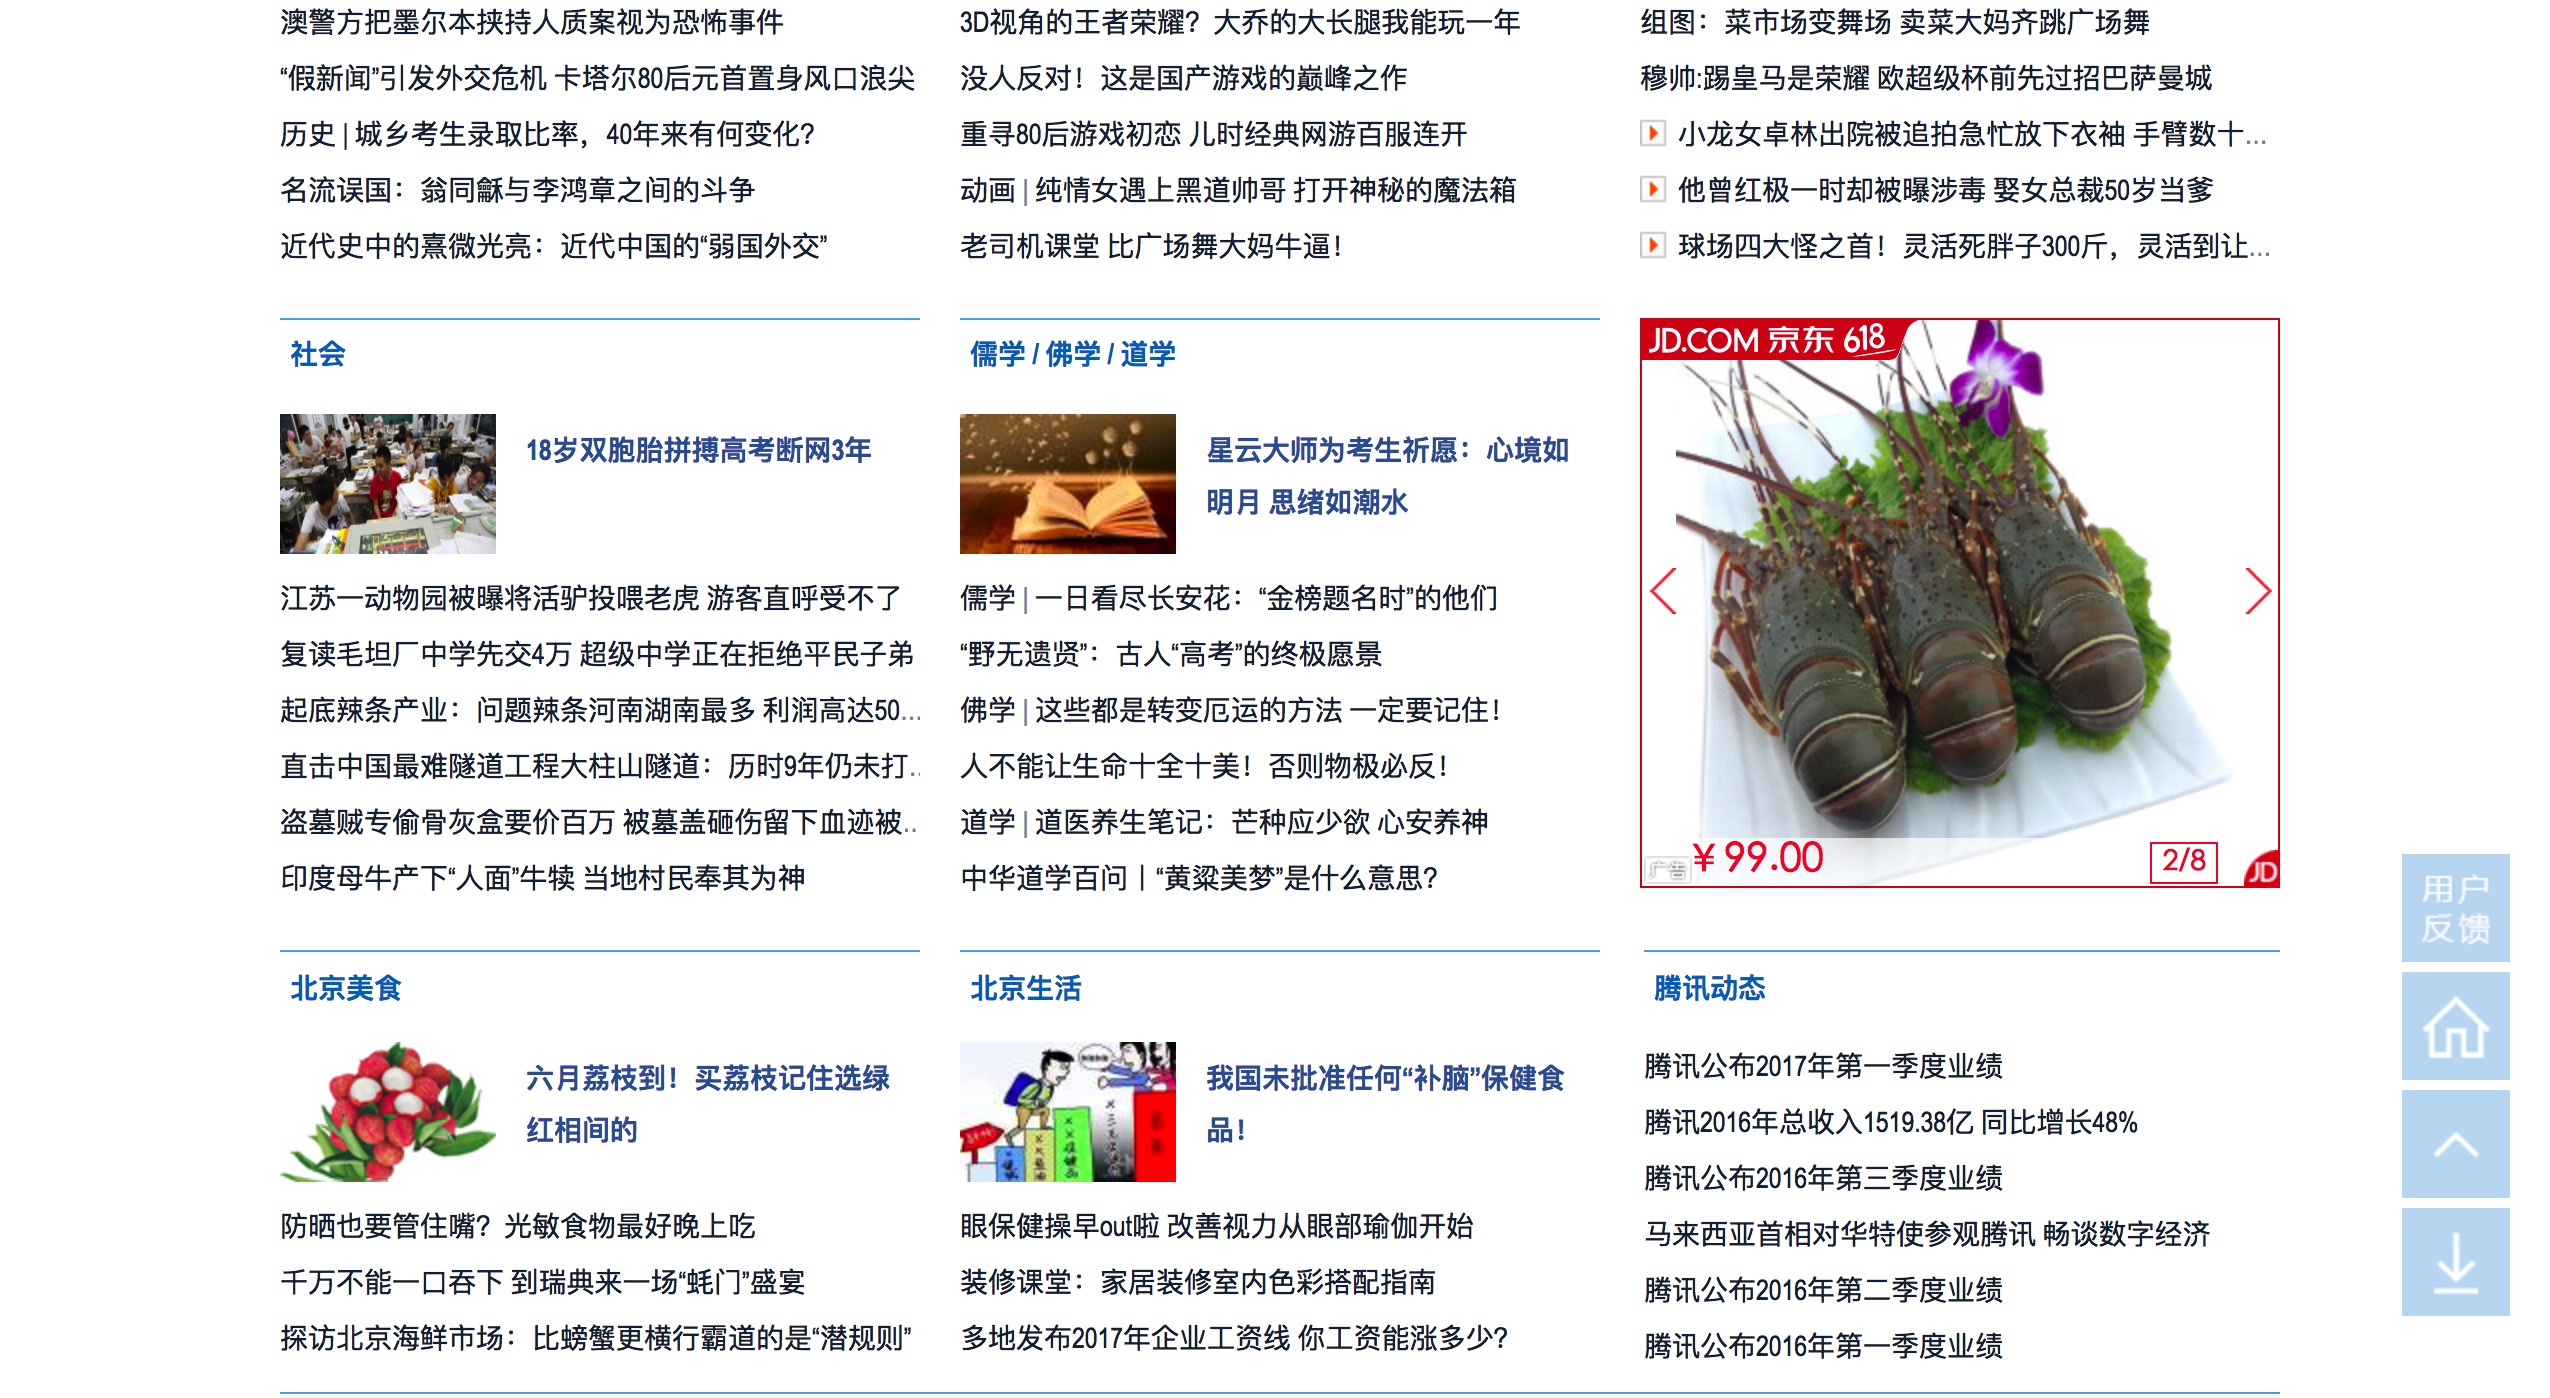 澳警方把墨尔本挟持人质案视为恐怖事件
“假新闻”引发外交危机 卡塔尔80后元首置身风口浪尖
历史 | 城乡考生录取比率，40年来有何变化?
名流误国：翁同龢与李鸿章之间的斗争
近代史中的熹微光亮：近代中国的“弱国外交”
3D视角的王者荣耀？大乔的大长腿我能玩一年
没人反对！这是国产游戏的巅峰之作
重寻80后游戏初恋 儿时经典网游百服连开
动画 | 纯情女遇上黑道帅哥 打开神秘的魔法箱
老司机课堂 比广场舞大妈牛逼！
组图：菜市场变舞场 卖菜大妈齐跳广场舞
穆帅:踢皇马是荣耀 欧超级杯前先过招巴萨曼城
小龙女卓林出院被追拍急忙放下衣袖 手臂数十...
他曾红极一时却被曝涉毒 娶女总裁50岁当爹
球场四大怪之首！灵活死胖子300斤，灵活到让...
社会
18岁双胞胎拼搏高考断网3年
江苏一动物园被曝将活驴投喂老虎 游客直呼受不了
复读毛坦厂中学先交4万 超级中学正在拒绝平民子弟
起底辣条产业：问题辣条河南湖南最多 利润高达50...
直击中国最难隧道工程大柱山隧道：历时9年仍未打..
盗墓贼专偷骨灰盒要价百万 被墓盖砸伤留下血迹被..
印度母牛产下“人面”牛犊 当地村民奉其为神
儒学 / 佛学 / 道学
星云大师为考生祈愿：心境如
明月 思绪如潮水
儒学 | 一日看尽长安花：“金榜题名时”的他们
“野无遗贤”：古人“高考”的终极愿景
佛学 | 这些都是转变厄运的方法 一定要记住！
人不能让生命十全十美！否则物极必反！
道学 | 道医养生笔记：芒种应少欲 心安养神
中华道学百问丨“黄粱美梦”是什么意思?
JD.COM 京东 618
广告
¥ 99.00
2/8
JD
北京美食
六月荔枝到！买荔枝记住选绿
红相间的
防晒也要管住嘴？光敏食物最好晚上吃
千万不能一口吞下 到瑞典来一场“蚝门”盛宴
探访北京海鲜市场：比螃蟹更横行霸道的是“潜规则”
北京生活
我国未批准任何“补脑”保健食
品！
眼保健操早out啦 改善视力从眼部瑜伽开始
装修课堂：家居装修室内色彩搭配指南
多地发布2017年企业工资线 你工资能涨多少?
腾讯动态
腾讯公布2017年第一季度业绩
腾讯2016年总收入1519.38亿 同比增长48%
腾讯公布2016年第三季度业绩
马来西亚首相对华特使参观腾讯 畅谈数字经济
腾讯公布2016年第二季度业绩
腾讯公布2016年第一季度业绩
用户
反馈